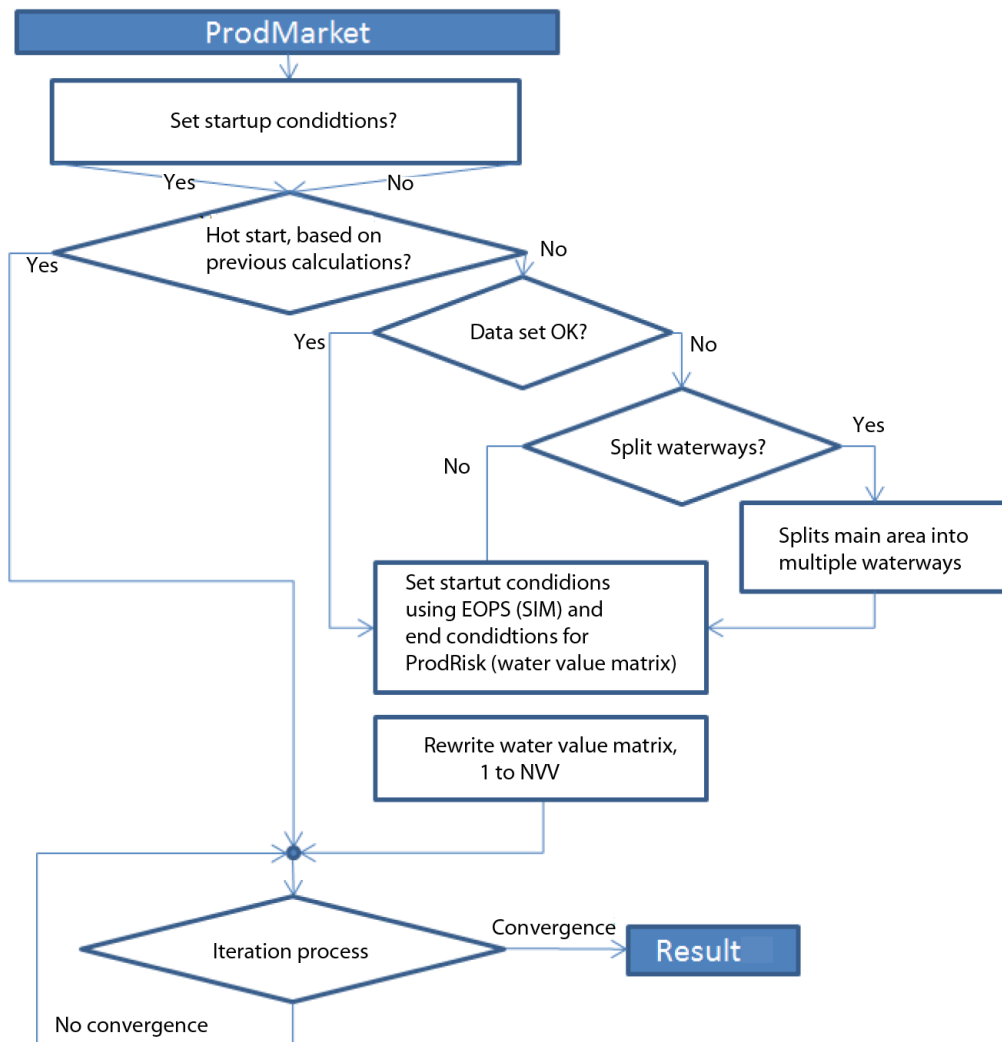 ProdMarket
Set startup condidtions?
Yes
No
Hot start, based on
previous calculations?
Yes
No
Data set OK?
Yes
No
Split waterways?
No
Yes
Splits main area into
multiple waterways
Set startut condidions
using EOPS (SIM) and
end condidtions for
ProdRisk (water value matrix)
Rewrite water value matrix,
1 to NVV
Iteration process
Convergence
Result
No convergence